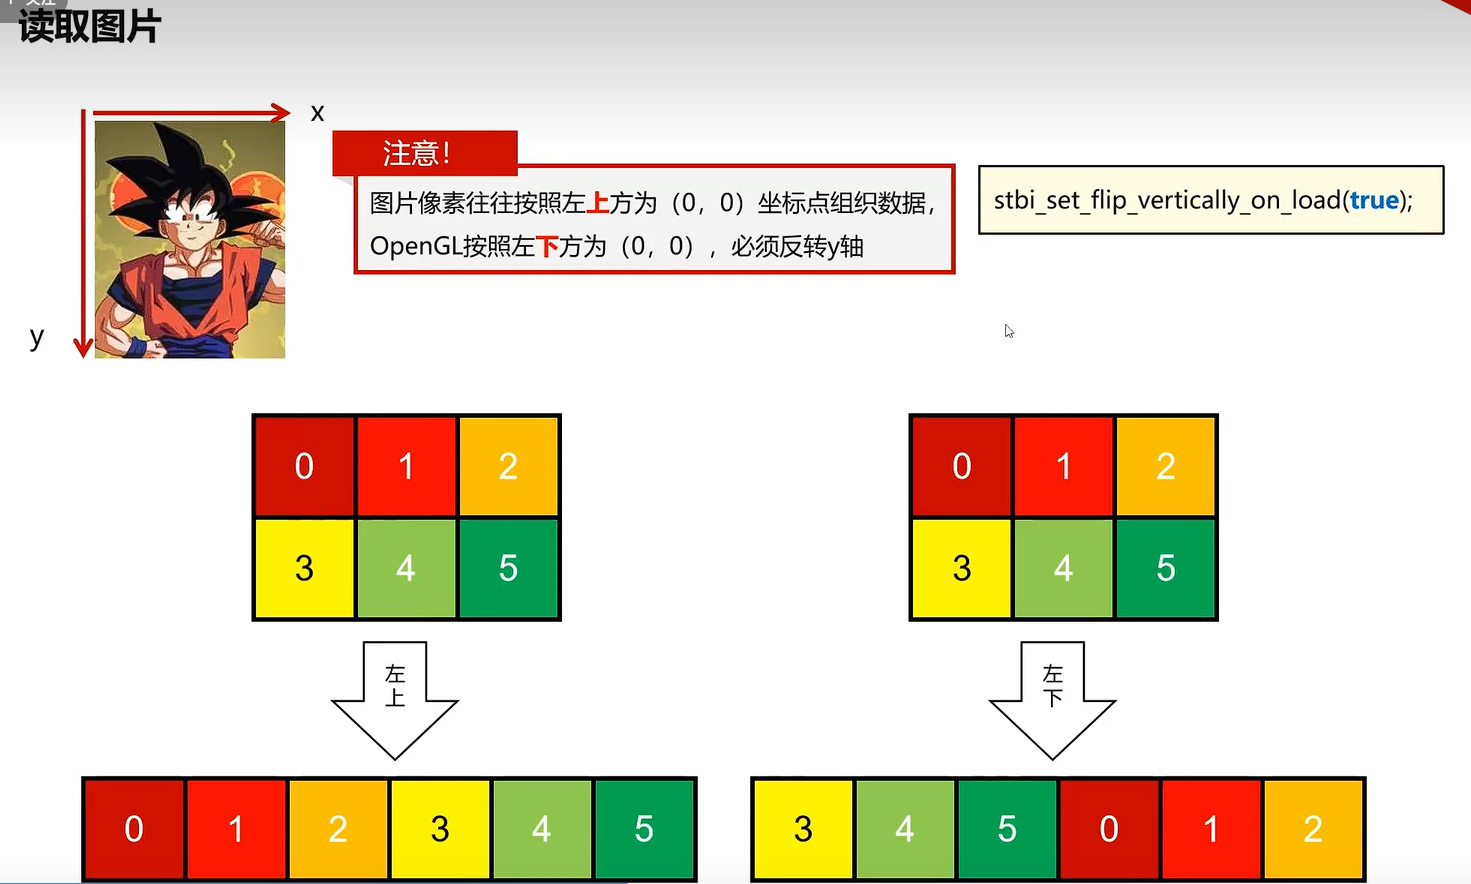 读取图片
x
y
注意！
图片像素往往按照左上方为（0，0）坐标点组织数据，
OpenGL按照左下方为（0，0），必须反转y轴
stbi_set_flip_vertically_on_load(true);
0 1 2
3 4 5
左
上
0 1 2 3 4 5
0 1 2
3 4 5
左
下
3 4 5 0 1 2